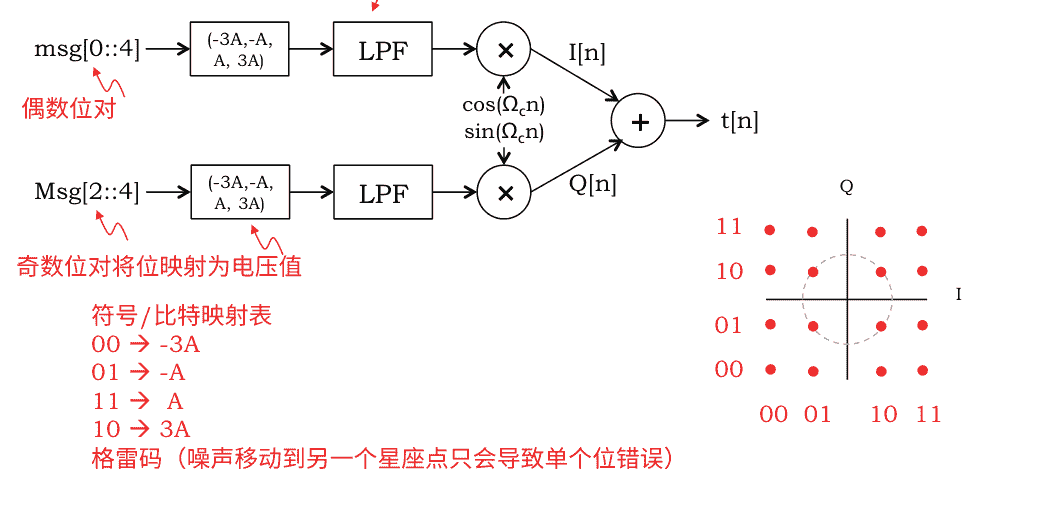 msg[0::4]
(-3A,-A,
A, 3A)
LPF
×
I[n]
偶数位对
cos(Ωcn)
sin(Ωcn)
+
t[n]
Msg[2::4]
(-3A,-A,
A, 3A)
LPF
×
Q[n]
奇数位对将位映射为电压值
符号/比特映射表
00 → -3A
01 → -A
11 → A
10 → 3A
格雷码（噪声移动到另一个星座点只会导致单个位错误）
Q
11
10
I
01
00
00 01 10 11